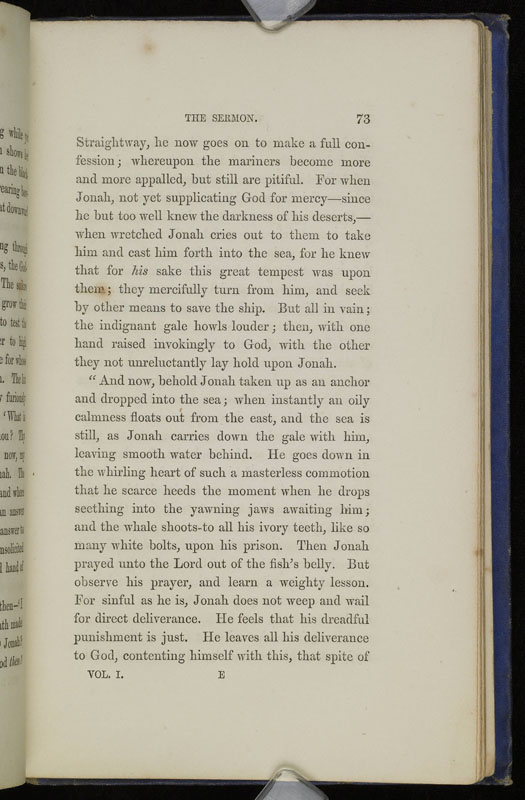 THE SERMON. 73
Straightway, he now goes on to make a full con-
fession; whereupon the mariners become more
and more appalled, but still are pitiful. For when
Jonah, not yet supplicating God for mercy—since
he but too well knew the darkness of his deserts,—
when wretched Jonah cries out to them to take
him and cast him forth into the sea, for he knew
that for his sake this great tempest was upon
them; they mercifully turn from him, and seek
by other means to save the ship. But all in vain;
the indignant gale howls louder; then, with one
hand raised invokingly to God, with the other
they not unreluctantly lay hold upon Jonah.
“And now, behold Jonah taken up as an anchor
and dropped into the sea; when instantly an oily
calmness floats out from the east, and the sea is
still, as Jonah carries down the gale with him,
leaving smooth water behind. He goes down in
the whirling heart of such a masterless commotion
that he scarce heeds the moment when he drops
seething into the yawning jaws awaiting him;
and the whale shoots-to all his ivory teeth, like so
many white bolts, upon his prison. Then Jonah
prayed unto the Lord out of the fish's belly. But
observe his prayer, and learn a weighty lesson.
For sinful as he is, Jonah does not weep and wail
for direct deliverance. He feels that his dreadful
punishment is just. He leaves all his deliverance
to God, contenting himself with this, that spite of
VOL. I. E